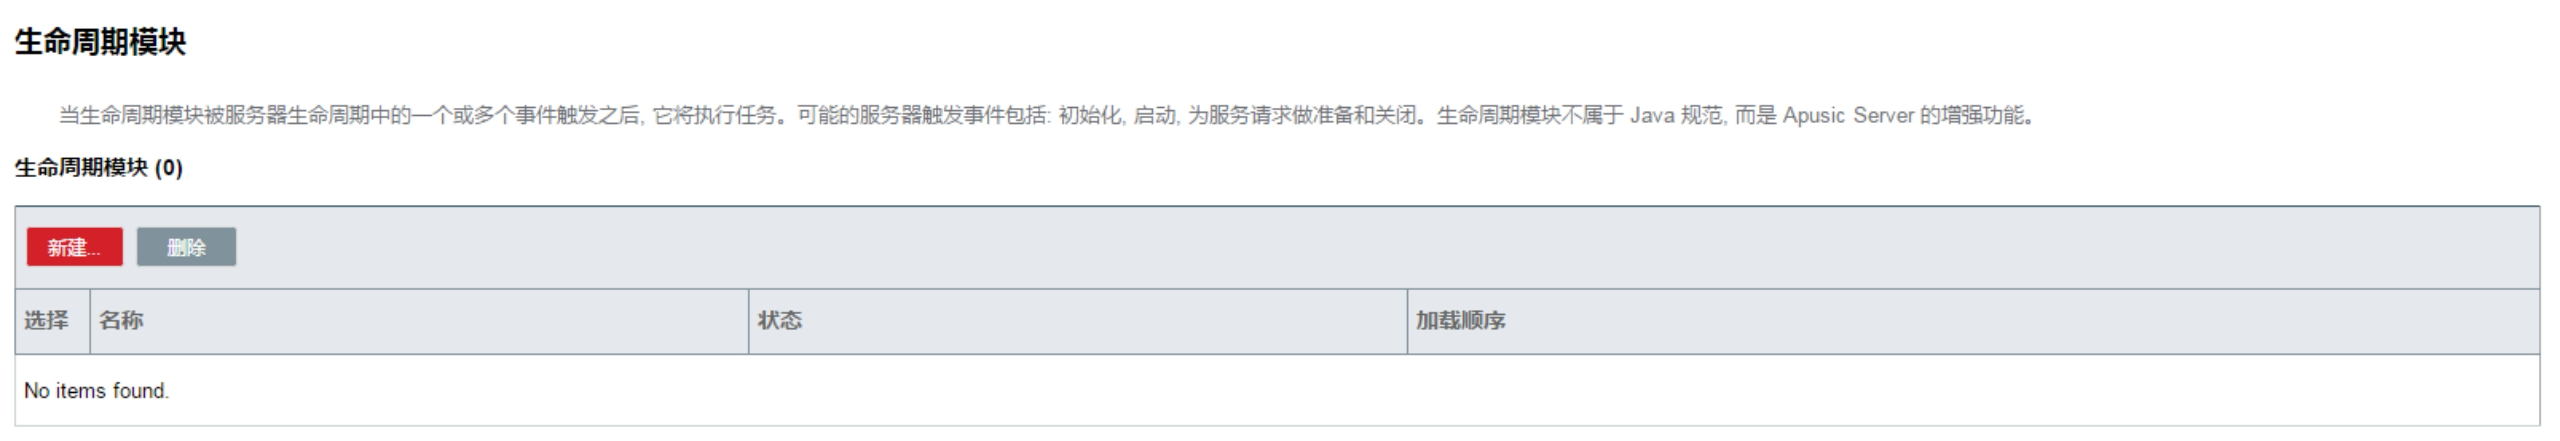 生命周期模块
当生命周期模块被服务器生命周期中的一个或多个事件触发之后, 它将执行任务。可能的服务器触发事件包括: 初始化, 启动, 为服务请求做准备和关闭。生命周期模块不属于 Java 规范, 而是 Apusic Server 的增强功能。
生命周期模块 (0)
新建... 删除
选择 名称 状态 加载顺序
No items found.